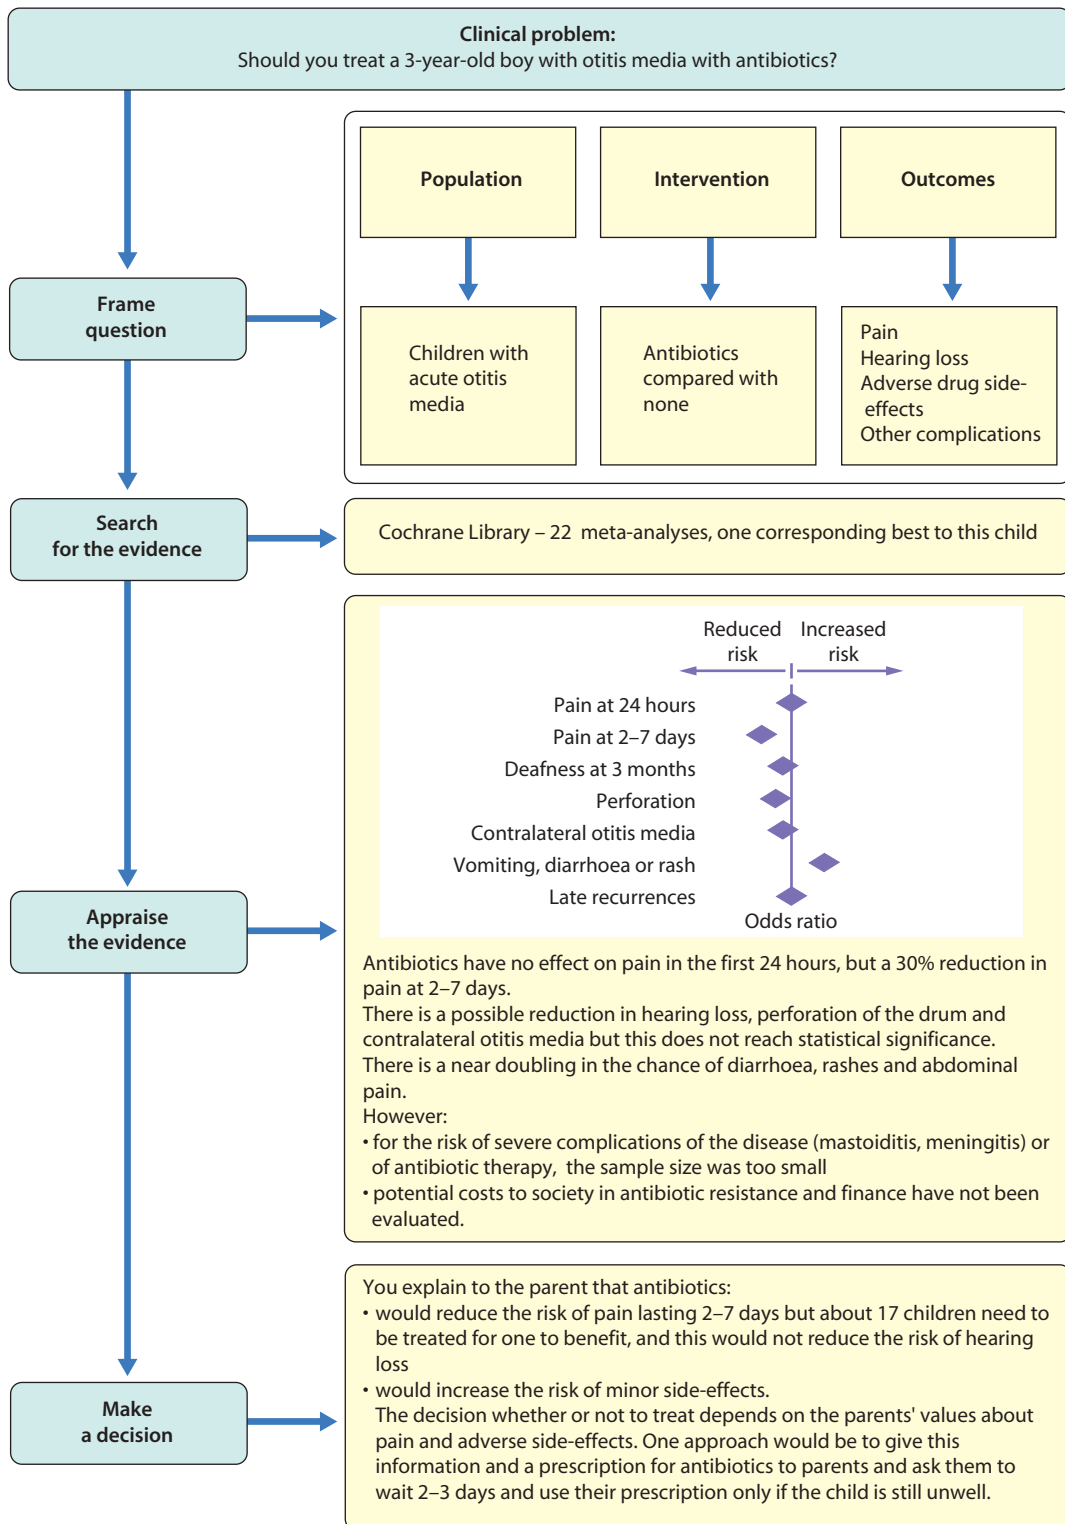 Clinical problem:
Should you treat a 3-year-old boy with otitis media with antibiotics?
Frame
question
Population
Intervention
Outcomes
Children with
acute otitis
media
Antibiotics
compared with
none
Pain
Hearing loss
Adverse drug side-
effects
Other complications
Search
for the evidence
Cochrane Library – 22 meta-analyses, one corresponding best to this child
Appraise
the evidence
Reduced
risk
Increased
risk
Pain at 24 hours
Pain at 2–7 days
Deafness at 3 months
Perforation
Contralateral otitis media
Vomiting, diarrhoea or rash
Late recurrences
Odds ratio
Antibiotics have no effect on pain in the first 24 hours, but a 30% reduction in
pain at 2–7 days.
There is a possible reduction in hearing loss, perforation of the drum and
contralateral otitis media but this does not reach statistical significance.
There is a near doubling in the chance of diarrhoea, rashes and abdominal
pain.
However:
• for the risk of severe complications of the disease (mastoiditis, meningitis) or
of antibiotic therapy, the sample size was too small
• potential costs to society in antibiotic resistance and finance have not been
evaluated.
Make
a decision
You explain to the parent that antibiotics:
• would reduce the risk of pain lasting 2–7 days but about 17 children need to
be treated for one to benefit, and this would not reduce the risk of hearing
loss
• would increase the risk of minor side-effects.
The decision whether or not to treat depends on the parents' values about
pain and adverse side-effects. One approach would be to give this
information and a prescription for antibiotics to parents and ask them to
wait 2–3 days and use their prescription only if the child is still unwell.